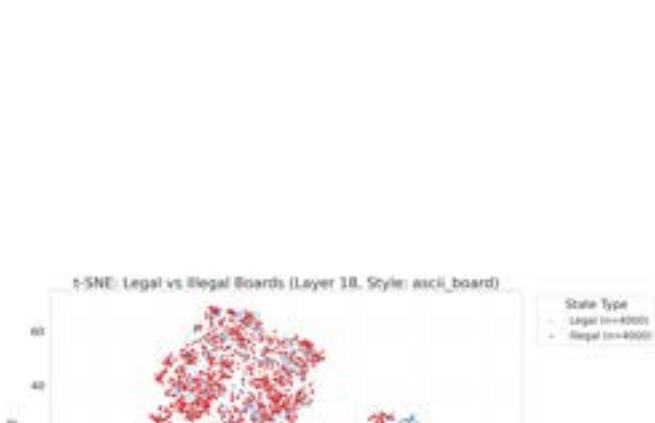 t-SNE: Legal vs Illegal Boards (Layer 18, Style: ascii_board)
State Type
Legal (n=4000)
Illegal (n=4000)
60
40